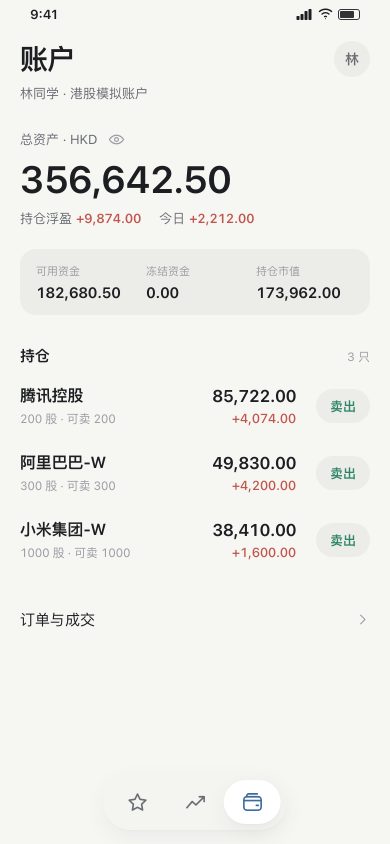 9:41
账户
林
林同学 · 港股模拟账户
总资产 · HKD
356,642.50
持仓浮盈 +9,874.00 今日 +2,212.00
可用资金 冻结资金 持仓市值
182,680.50 0.00 173,962.00
持仓 3 只
腾讯控股 85,722.00
200 股 · 可卖 200 +4,074.00
卖出
阿里巴巴-W 49,830.00
300 股 · 可卖 300 +4,200.00
卖出
小米集团-W 38,410.00
1000 股 · 可卖 1000 +1,600.00
卖出
订单与成交